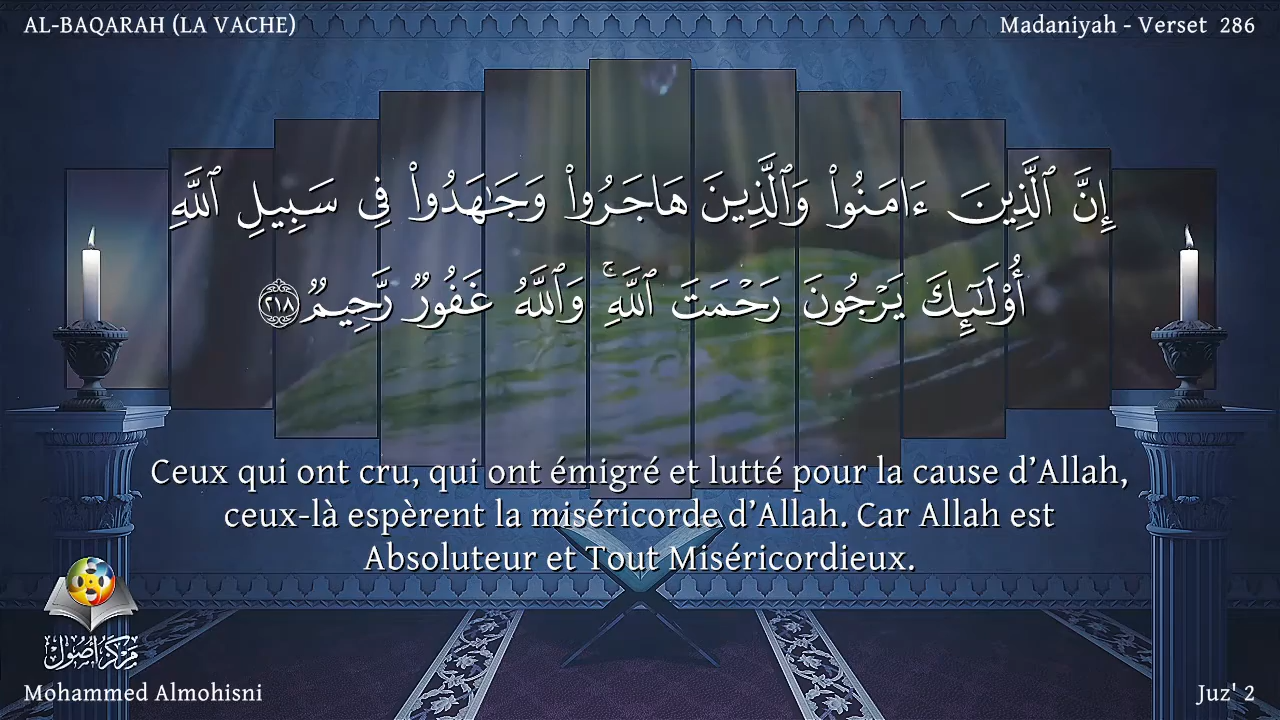 AL-BAQARAH (LA VACHE)
Madaniyah - Verset 286
إِنَّ ٱلَّذِينَ ءَامَنُوا۟ وَٱلَّذِينَ هَاجَرُوا۟ وَجَـٰهَدُوا۟ فِى سَبِيلِ ٱللَّهِ
أُو۟لَـٰٓئِكَ يَرْجُونَ رَحْمَتَ ٱللَّهِ ۚ وَٱللَّهُ غَفُورٌ رَّحِيمٌ ٢١٨
Ceux qui ont cru, qui ont émigré et lutté pour la cause d’Allah,
ceux-là espèrent la miséricorde d’Allah. Car Allah est
Absoluteur et Tout Miséricordieux.
مركز أصول
Mohammed Almohisni
Juz' 2